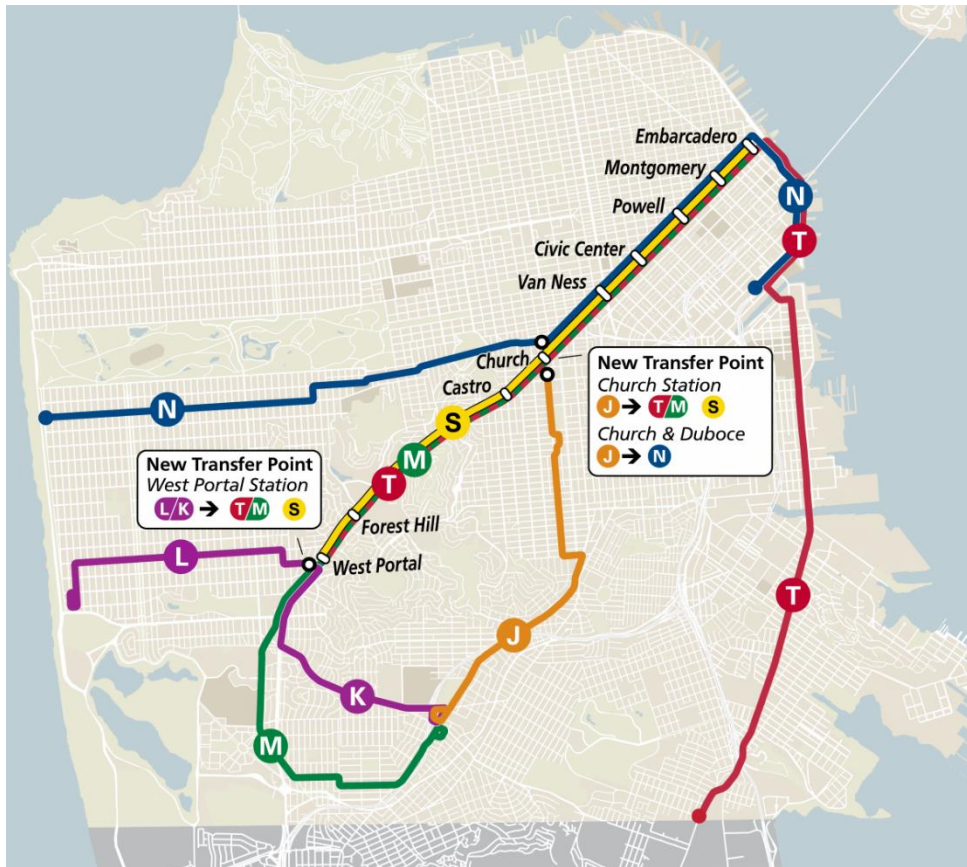 Embarcadero
Montgomery
N
Powell
T
Civic Center
Van Ness
Church
New Transfer Point
Church Station
J → T/M S
Church & Duboce
J → N
Castro
N
S
M
T
New Transfer Point
West Portal Station
L/K → T/M S
Forest Hill
L
West Portal
T
J
K
M